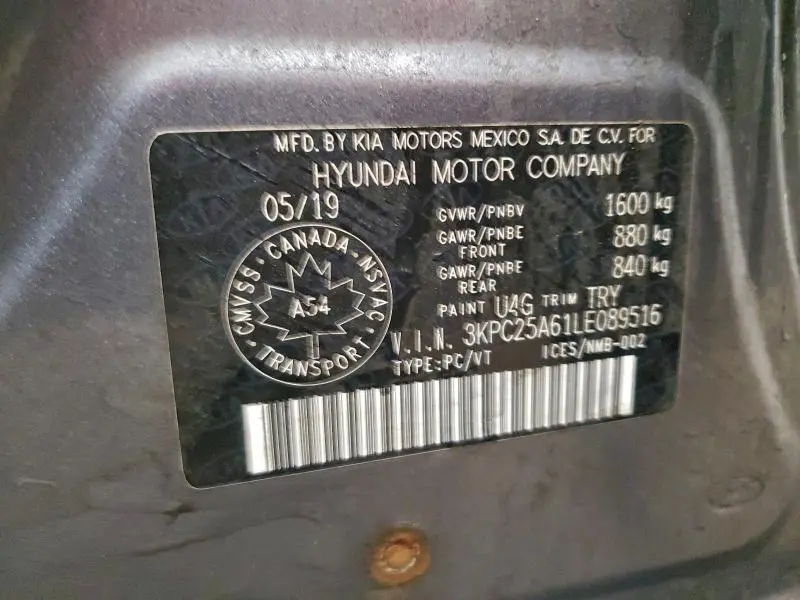 MFD. BY KIA MOTORS MEXICO S.A. DE C.V. FOR
HYUNDAI MOTOR COMPANY
05/19
GVWR/PNBV 1600 kg
GAWR/PNBE FRONT 880 kg
GAWR/PNBE REAR 840 kg
PAINT U4G TRIM TRY
V.I.N. 3KPC25A61LE089516
TYPE:PC/VT ICES/NMB-002
CMVSS · CANADA · NSVAC · TRANSPORT ·
A54